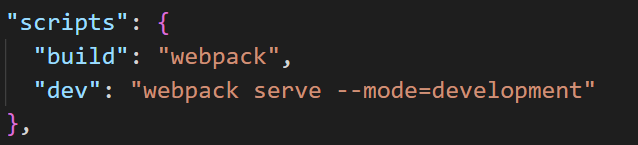 "scripts": {
"build": "webpack",
"dev": "webpack serve --mode=development"
},